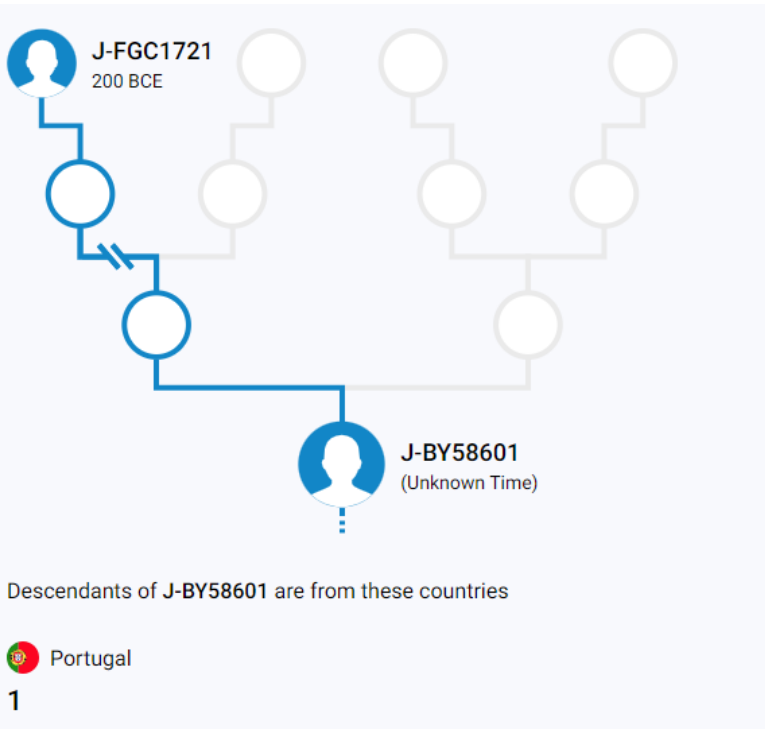 J-FGC1721
200 BCE
J-BY58601
(Unknown Time)
Descendants of J-BY58601 are from these countries
Portugal
1